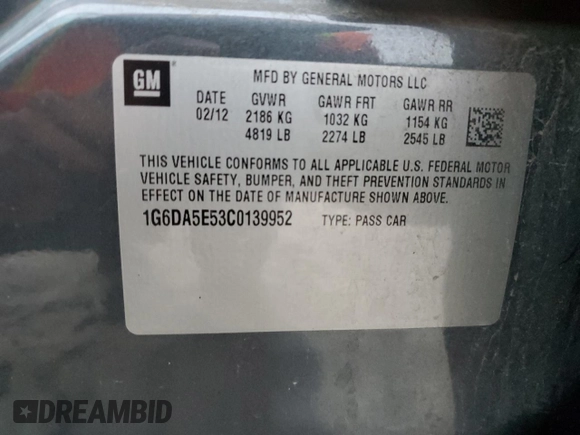 GM
MFD BY GENERAL MOTORS LLC
DATE GVWR GAWR FRT GAWR RR
02/12 2186 KG 1032 KG 1154 KG
4819 LB 2274 LB 2545 LB
THIS VEHICLE CONFORMS TO ALL APPLICABLE U.S. FEDERAL MOTOR
VEHICLE SAFETY, BUMPER, AND THEFT PREVENTION STANDARDS IN
EFFECT ON THE DATE OF MANUFACTURE SHOWN ABOVE.
1G6DA5E53C0139952 TYPE: PASS CAR
DREAMBID